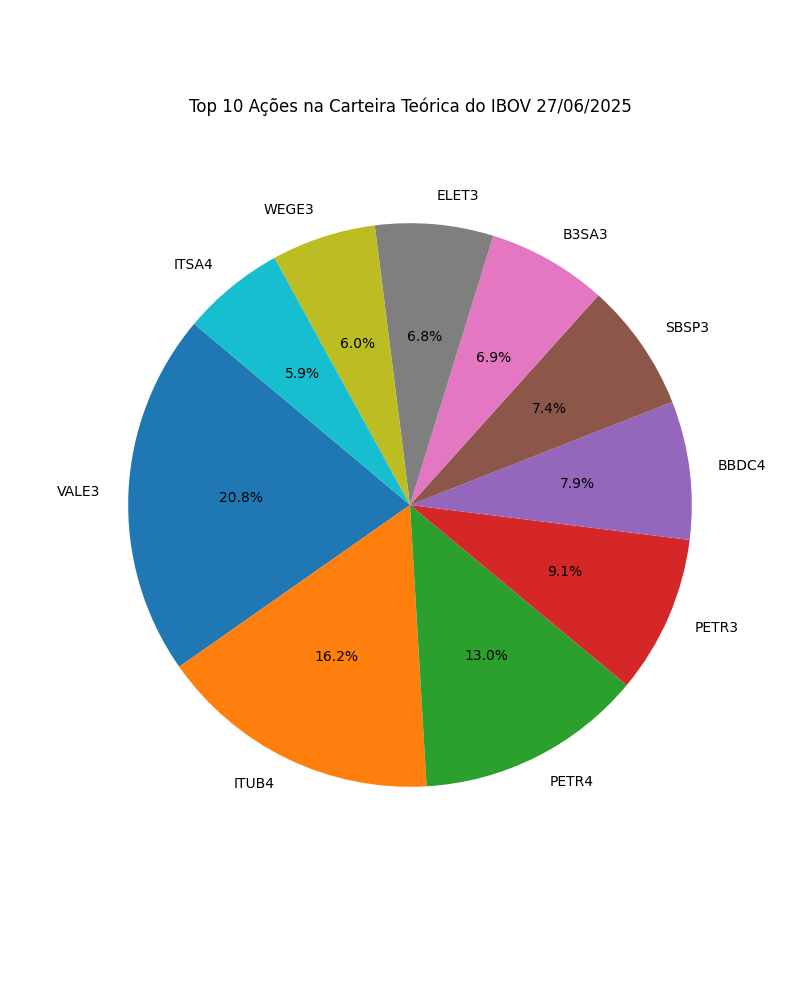 Top 10 Ações na Carteira Teórica do IBOV 27/06/2025
ELET3
WEGE3
B3SA3
ITSA4
SBSP3
6.8%
6.0%
6.9%
5.9%
7.4%
BBDC4
7.9%
VALE3
20.8%
9.1%
PETR3
16.2%
13.0%
ITUB4
PETR4